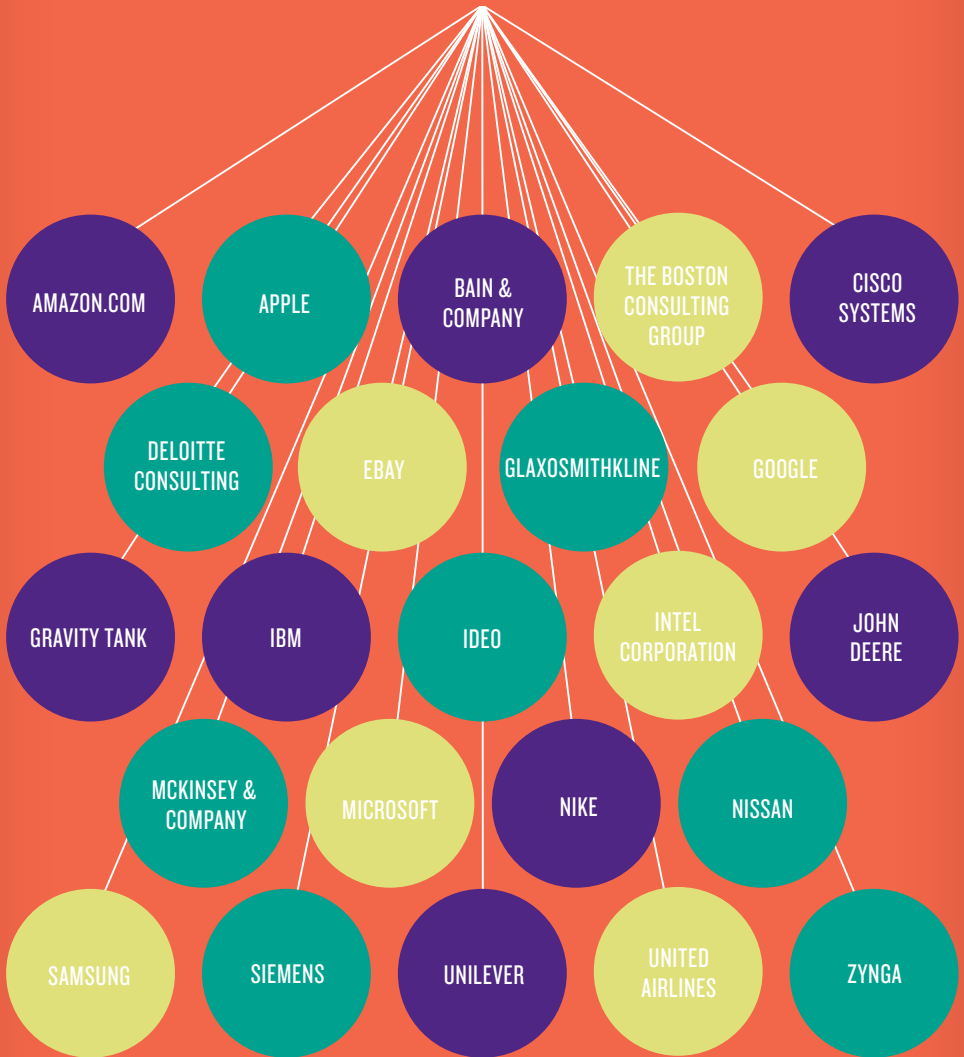 AMAZON.COM
APPLE
BAIN &
COMPANY
THE BOSTON
CONSULTING
GROUP
CISCO
SYSTEMS
DELOITTE
CONSULTING
EBAY
GLAXOSMITHKLINE
GOOGLE
GRAVITY TANK
IBM
IDEO
INTEL
CORPORATION
JOHN
DEERE
MCKINSEY &
COMPANY
MICROSOFT
NIKE
NISSAN
SAMSUNG
SIEMENS
UNILEVER
UNITED
AIRLINES
ZYNGA